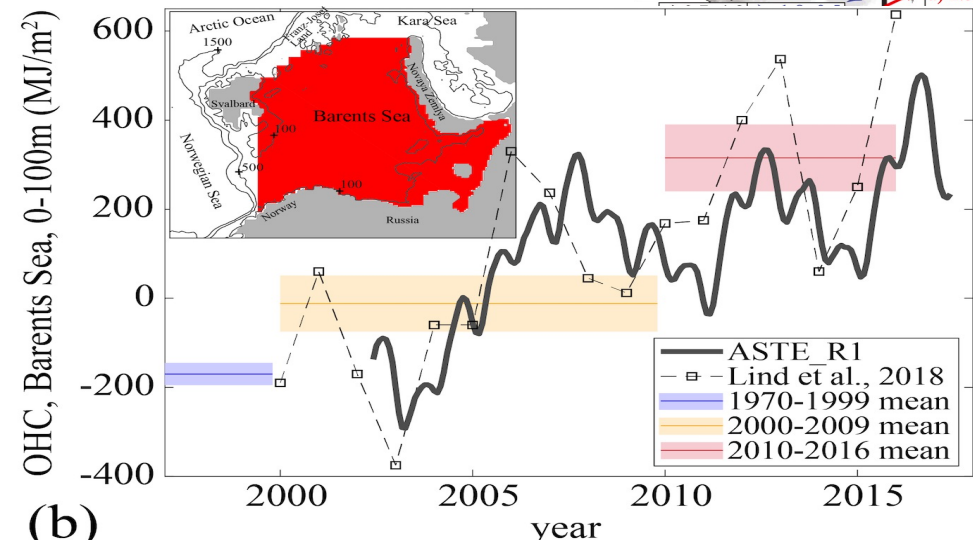 OHC, Barents Sea, 0-100m (MJ/m²)
600
400
200
0
-200
-400
2000
2005
2010
2015
year
(b)
Arctic Ocean
1500
Franz-Josef
Land
Kara Sea
Svalbard
Novaya Zemlya
Barents Sea
100
500
100
Norwegian Sea
Norway
Russia
ASTE_R1
Lind et al., 2018
1970-1999 mean
2000-2009 mean
2010-2016 mean